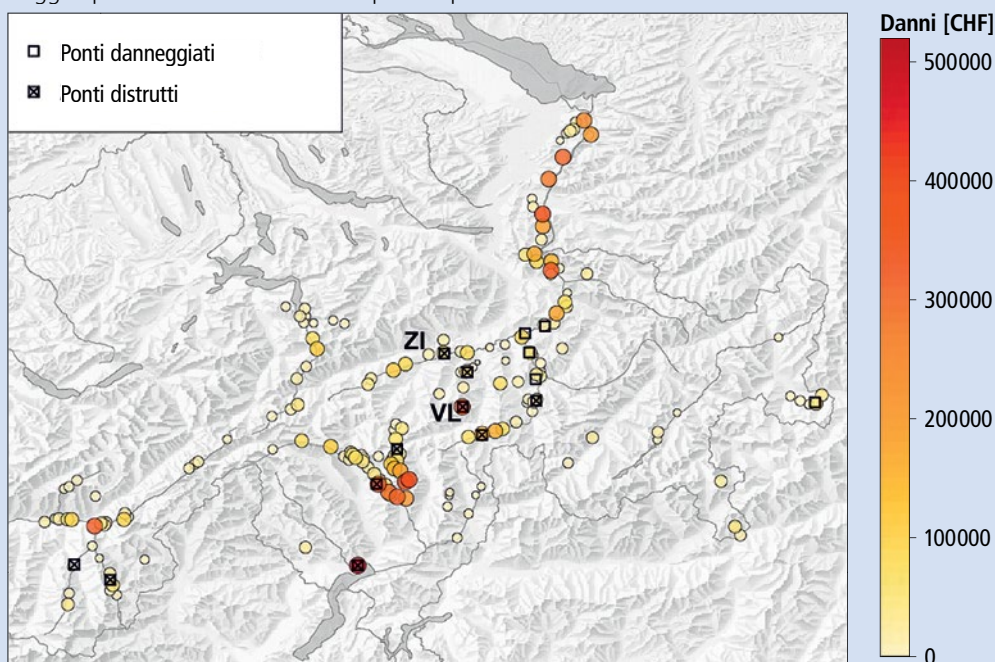 Ponti danneggiati
Ponti distrutti
ZI
VL
Danni [CHF]
500000
400000
300000
200000
100000
0